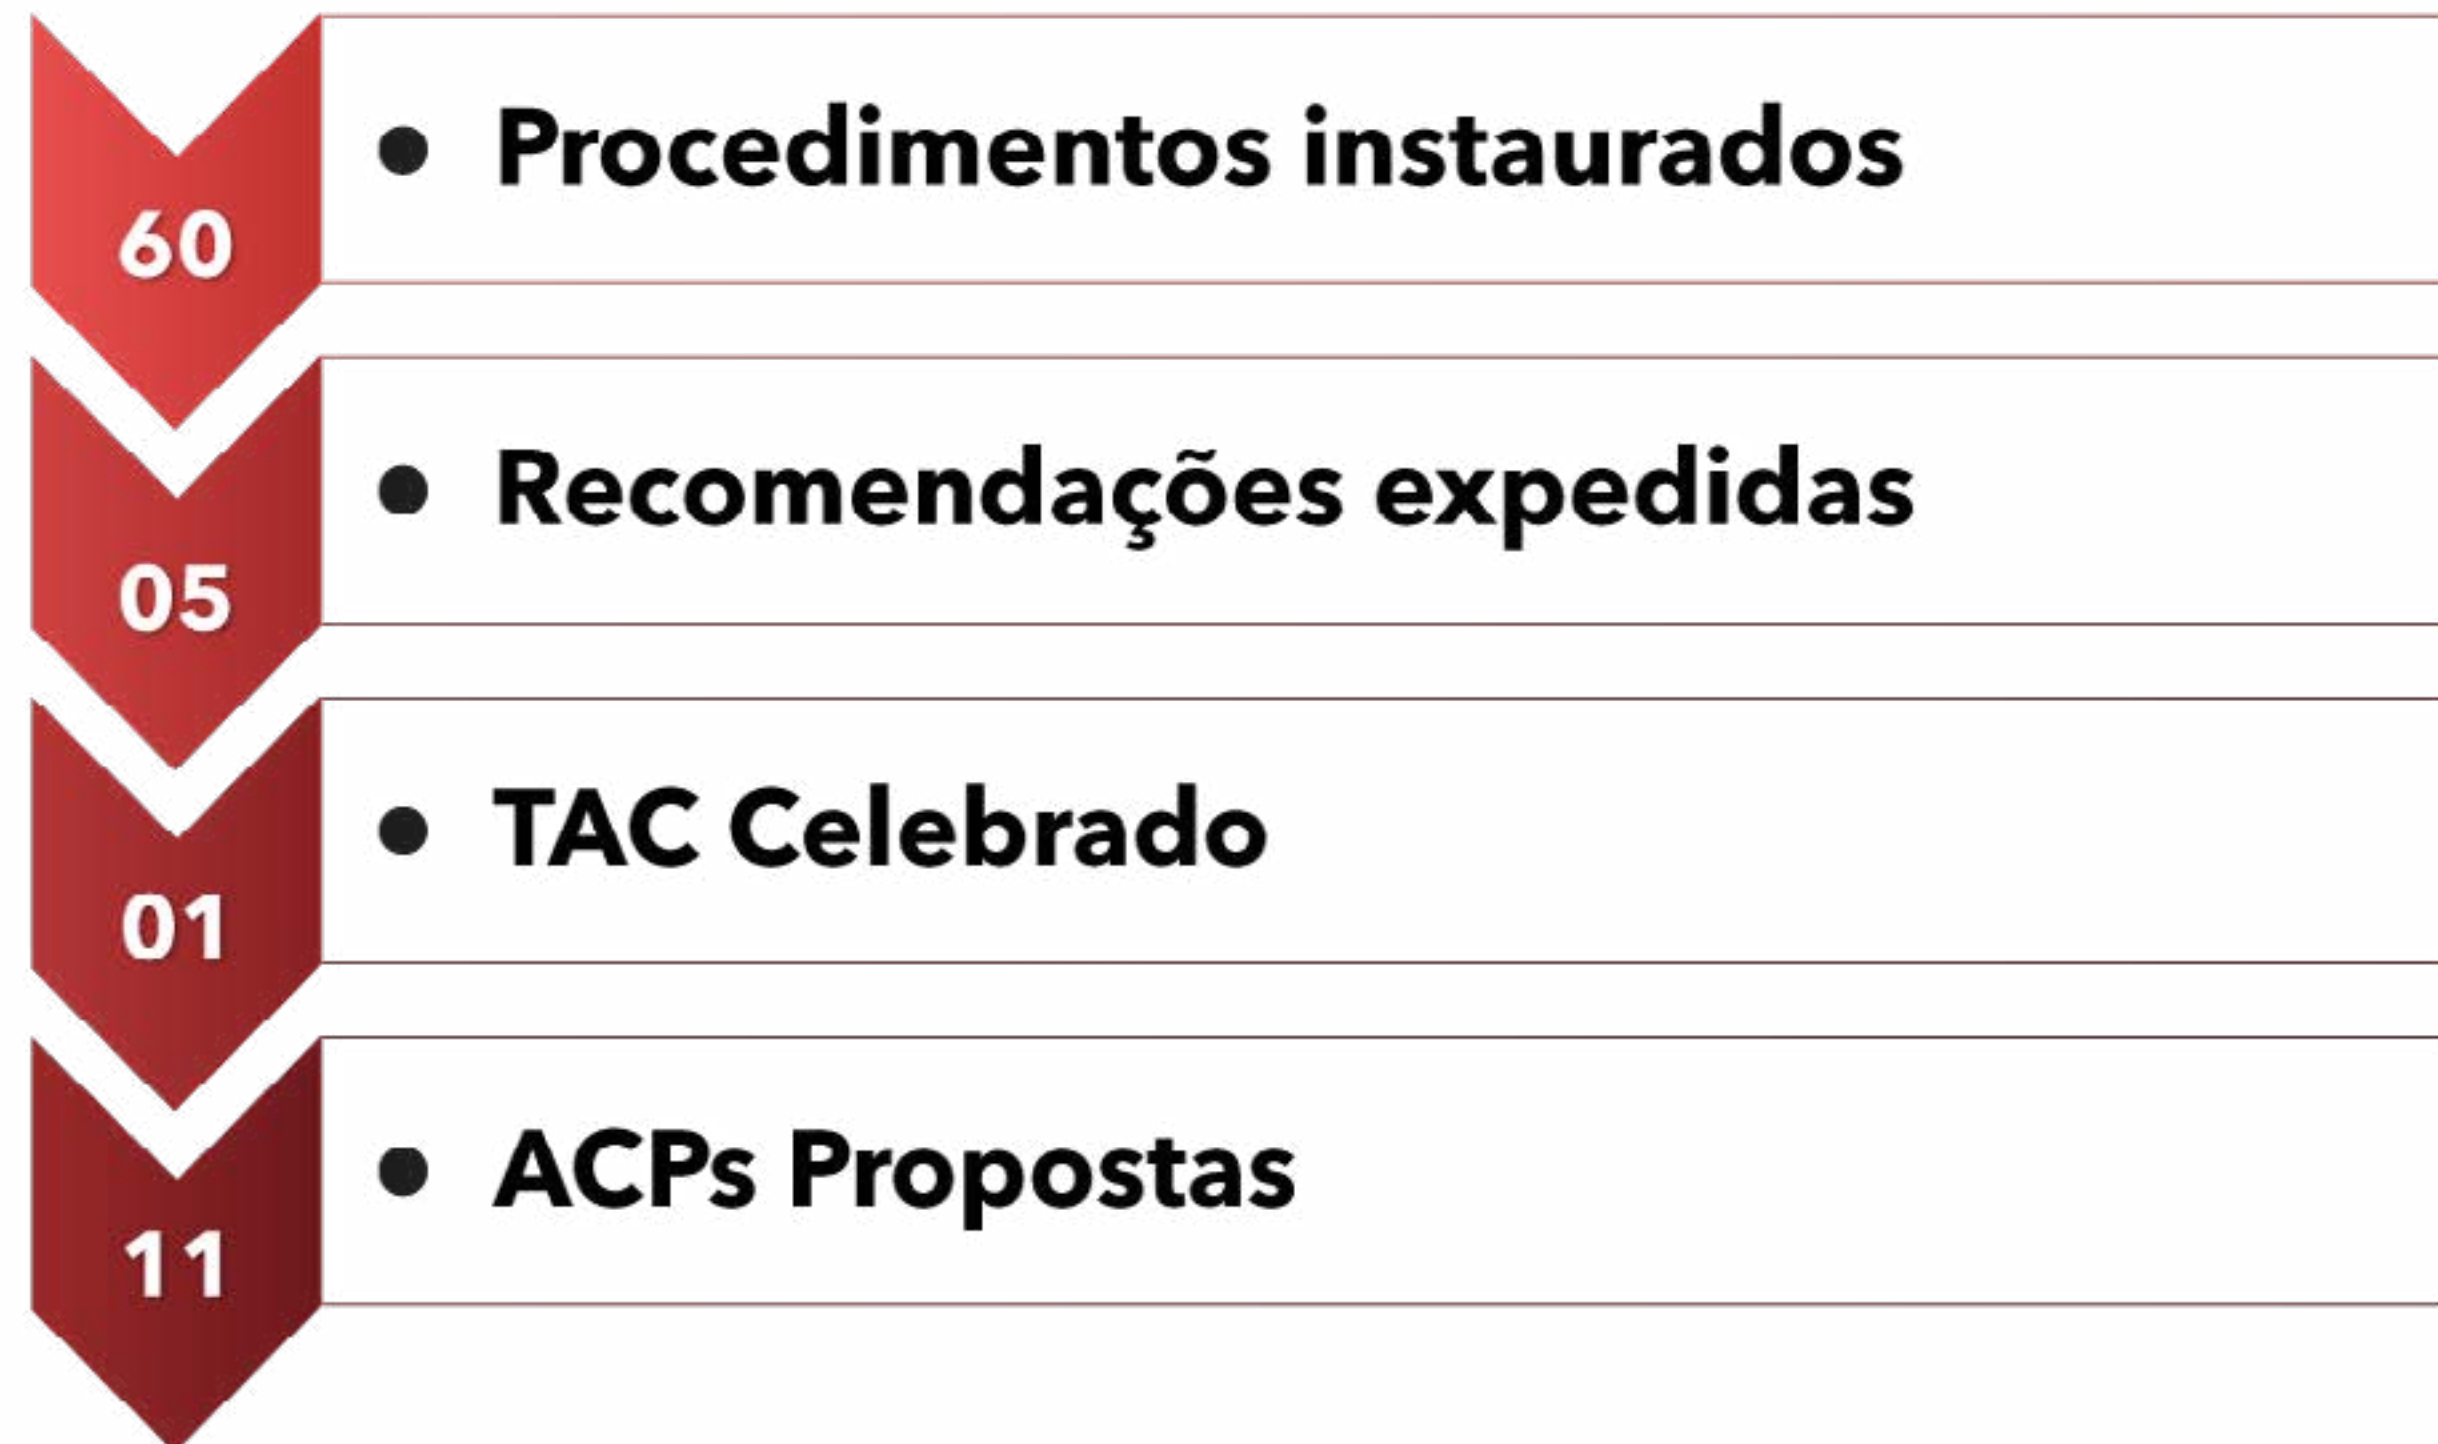 60
• Procedimentos instaurados
05
• Recomendações expedidas
01
• TAC Celebrado
11
• ACPs Propostas